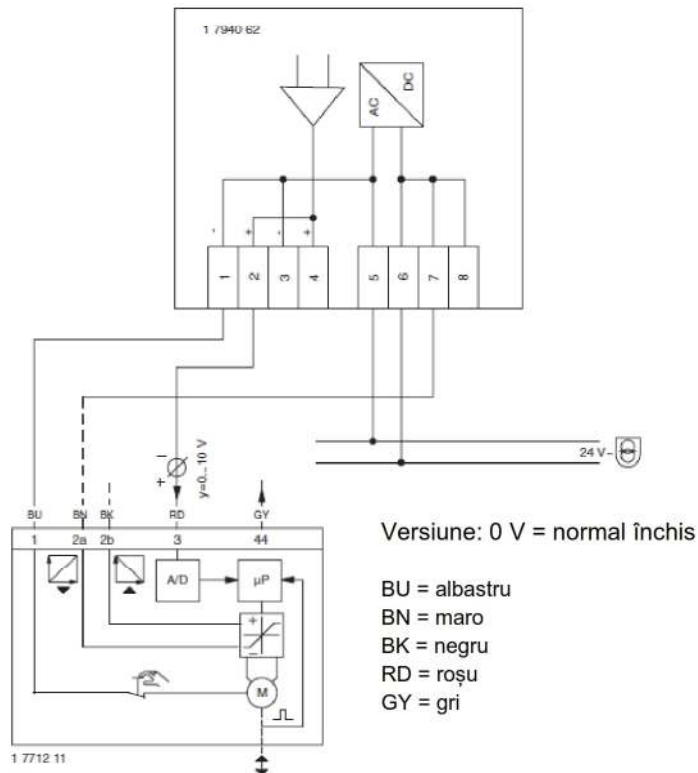 1 7940 62
AC
DC
- + - +
1 2 3 4 5 6 7 8
- +
y=0...10 V
24 V~
BU BN BK RD GY
1 2a 2b 3 44
A/D
µP
+
-
M
1 7712 11
Versiune: 0 V = normal închis
BU = albastru
BN = maro
BK = negru
RD = roșu
GY = gri